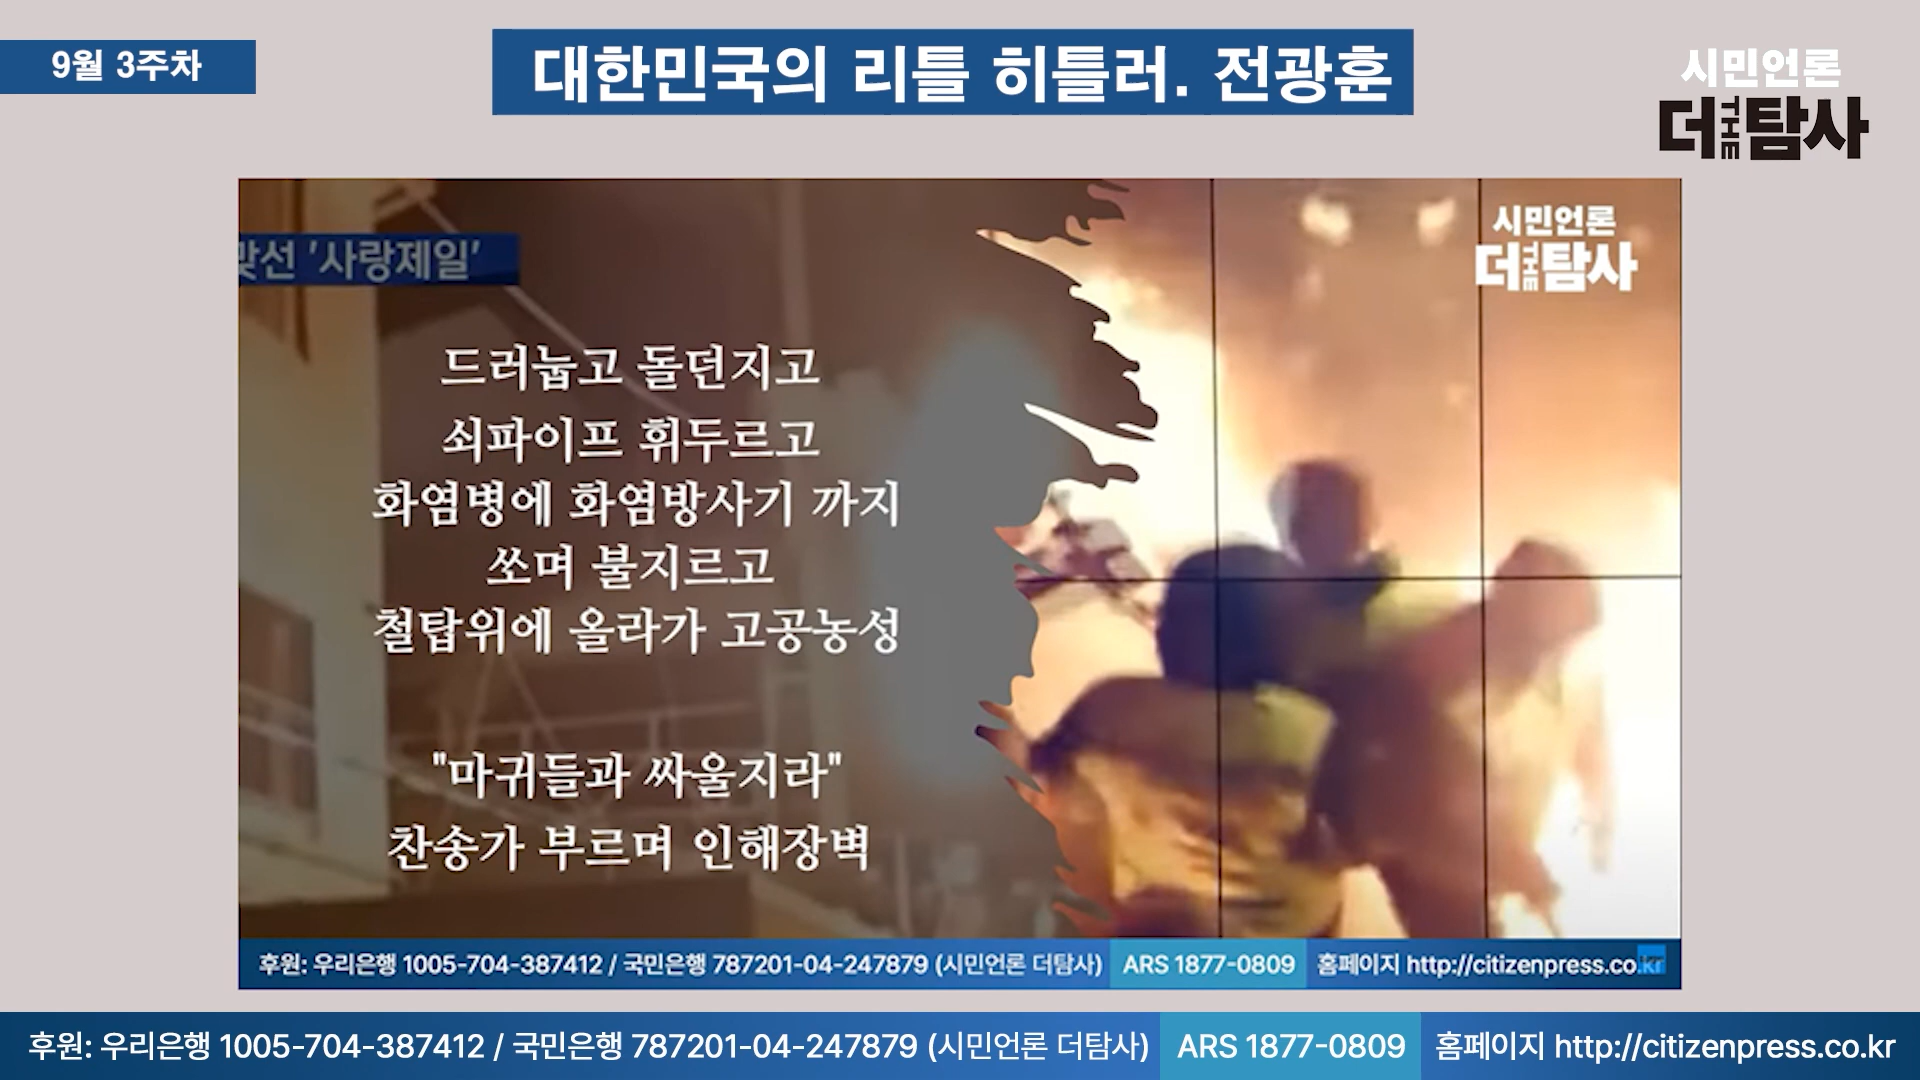 9월 3주차
대한민국의 리틀 히틀러. 전광훈
시민언론
더THE탐사
맞선 '사랑제일'
시민언론
더THE탐사
드러눕고 돌던지고
쇠파이프 휘두르고
화염병에 화염방사기 까지
쏘며 불지르고
철탑위에 올라가 고공농성
"마귀들과 싸울지라"
찬송가 부르며 인해장벽
후원: 우리은행 1005-704-387412 / 국민은행 787201-04-247879 (시민언론 더탐사) ARS 1877-0809 홈페이지 http://citizenpress.co.kr
후원: 우리은행 1005-704-387412 / 국민은행 787201-04-247879 (시민언론 더탐사) ARS 1877-0809 홈페이지 http://citizenpress.co.kr